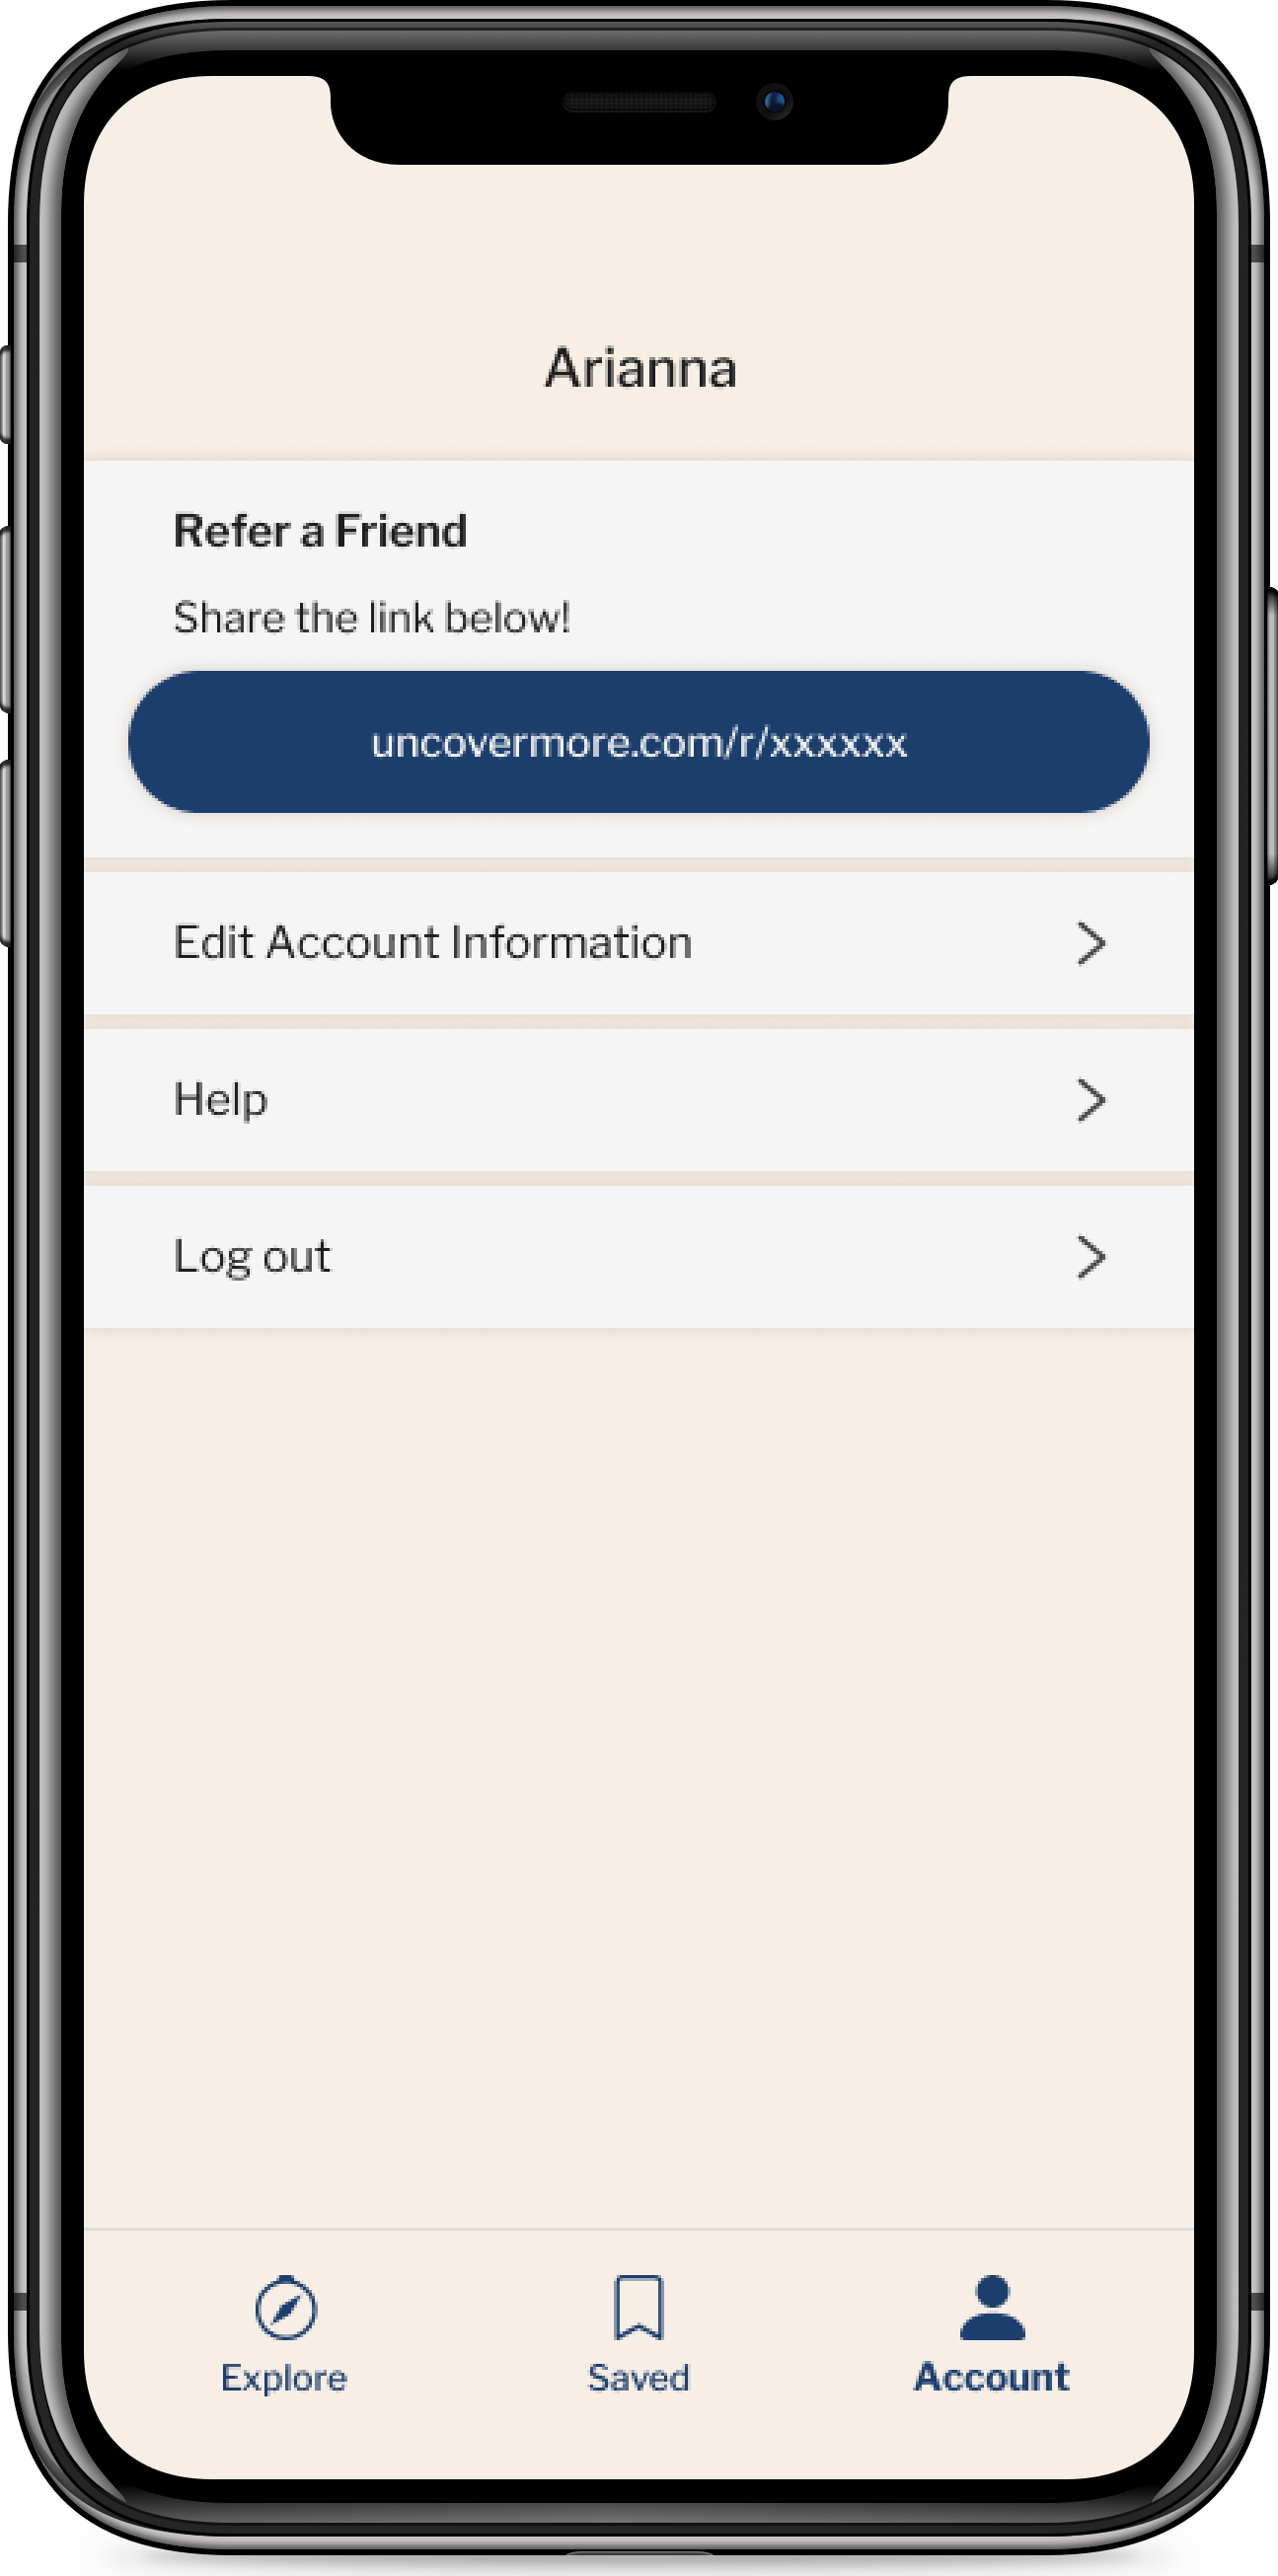 Arianna
Refer a Friend
Share the link below!
uncovermore.com/r/xxxxxx
Edit Account Information
Help
Log out
Explore
Saved
Account